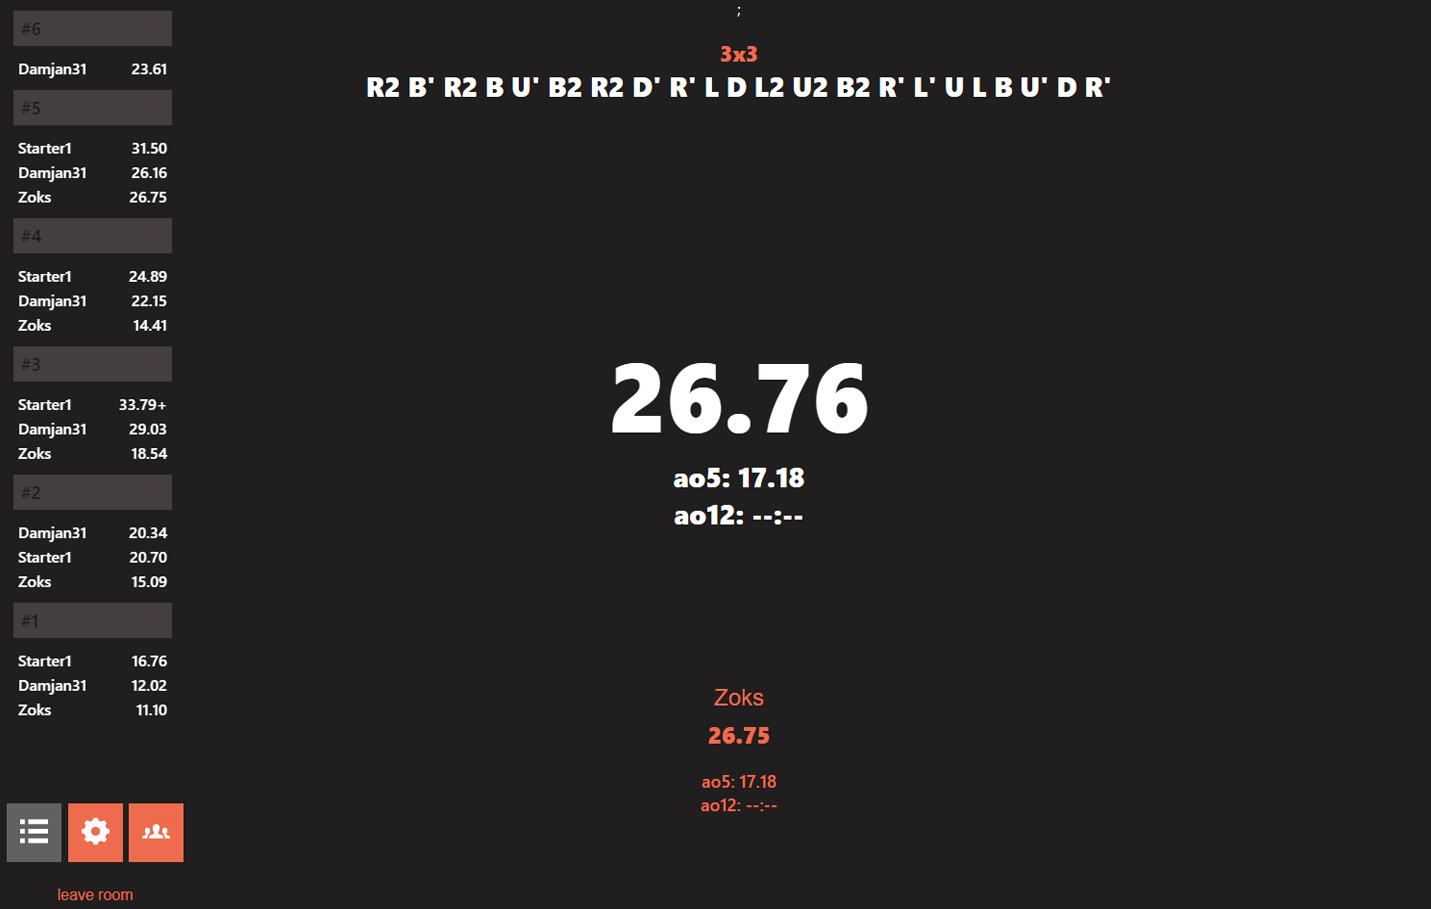 #6
Damjan31 23.61
#5
Starter1 31.50
Damjan31 26.16
Zoks 26.75
#4
Starter1 24.89
Damjan31 22.15
Zoks 14.41
#3
Starter1 33.79+
Damjan31 29.03
Zoks 18.54
#2
Damjan31 20.34
Starter1 20.70
Zoks 15.09
#1
Starter1 16.76
Damjan31 12.02
Zoks 11.10
leave room
;
3x3
R2 B' R2 B U' B2 R2 D' R' L D L2 U2 B2 R' L' U L B U' D R'
26.76
ao5: 17.18
ao12: --:--
Zoks
26.75
ao5: 17.18
ao12: --:--